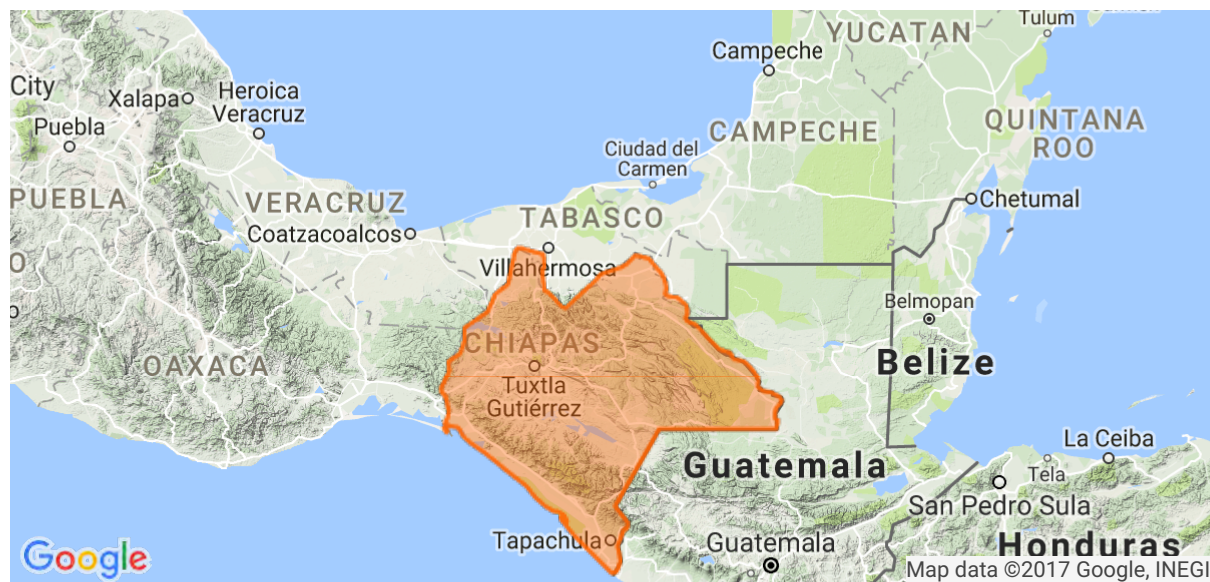 Tulum
YUCATAN
Campeche
City
Xalapa
Heroica
Veracruz
Puebla
CAMPECHE
QUINTANA
ROO
Ciudad del
Carmen
PUEBLA
VERACRUZ
Chetumal
TABASCO
Coatzacoalcos
O
Villahermosa
Belmopan
CHIAPAS
OAXACA
Belize
Tuxtla
Gutiérrez
La Ceiba
Guatemala
Tela
San Pedro Sula
Tapachula
Guatemala
Honduras
Google
Map data ©2017 Google, INEGI